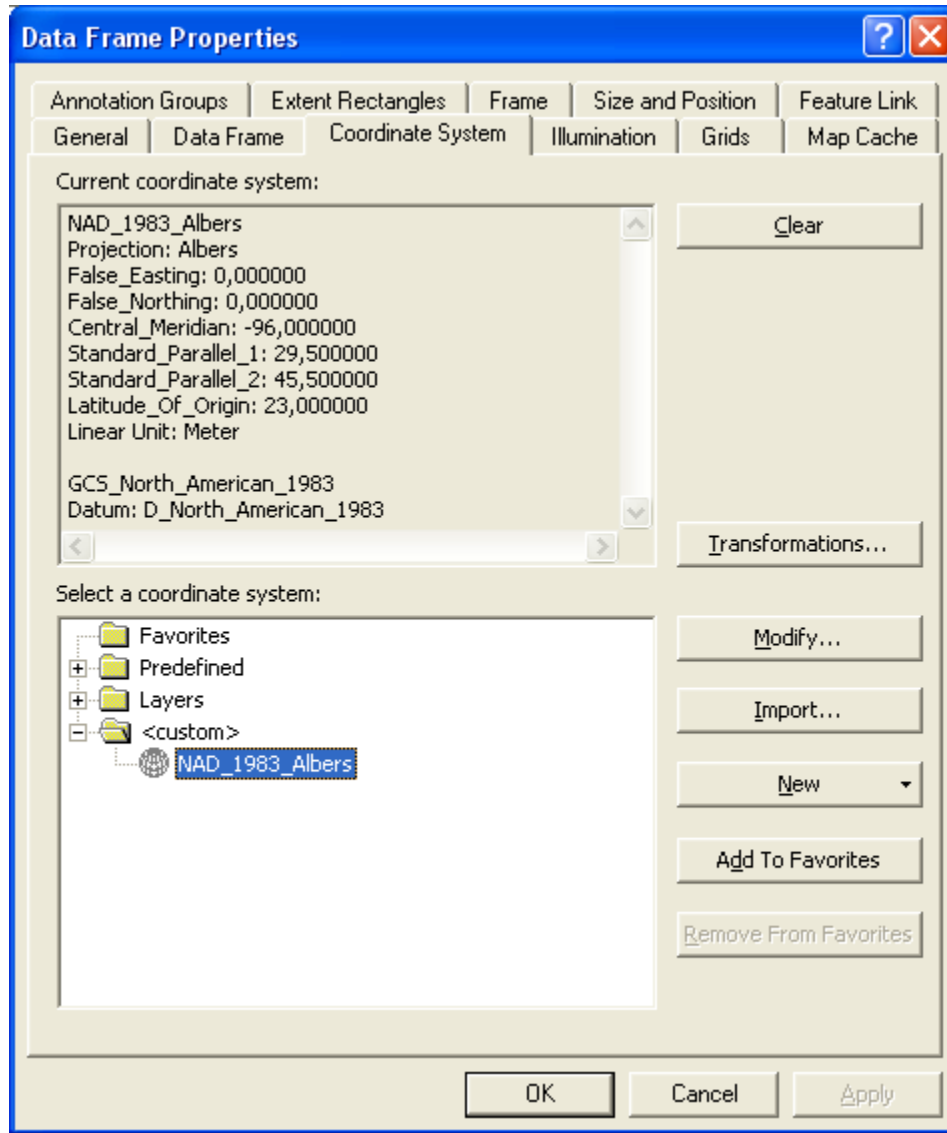 Data Frame Properties
Annotation Groups Extent Rectangles Frame Size and Position Feature Link
General Data Frame Coordinate System Illumination Grids Map Cache
Current coordinate system:
NAD_1983_Albers
Projection: Albers
False_Easting: 0,000000
False_Northing: 0,000000
Central_Meridian: -96,000000
Standard_Parallel_1: 29,500000
Standard_Parallel_2: 45,500000
Latitude_Of_Origin: 23,000000
Linear Unit: Meter
GCS_North_American_1983
Datum: D_North_American_1983
Clear
Transformations...
Select a coordinate system:
Favorites
Predefined
Layers
<custom>
NAD_1983_Albers
Modify...
Import...
New
Add To Favorites
Remove From Favorites
OK Cancel Apply